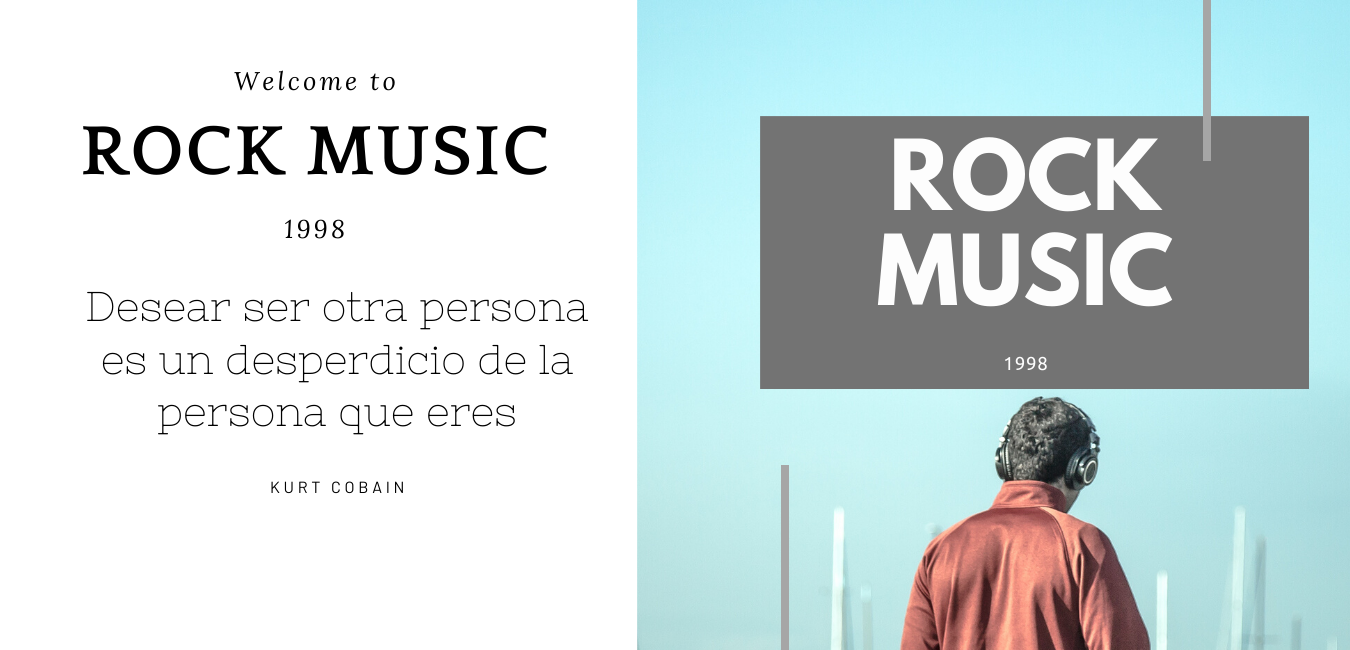 Welcome to
ROCK MUSIC
1998
Desear ser otra persona
es un desperdicio de la
persona que eres
KURT COBAIN
ROCK
MUSIC
1998